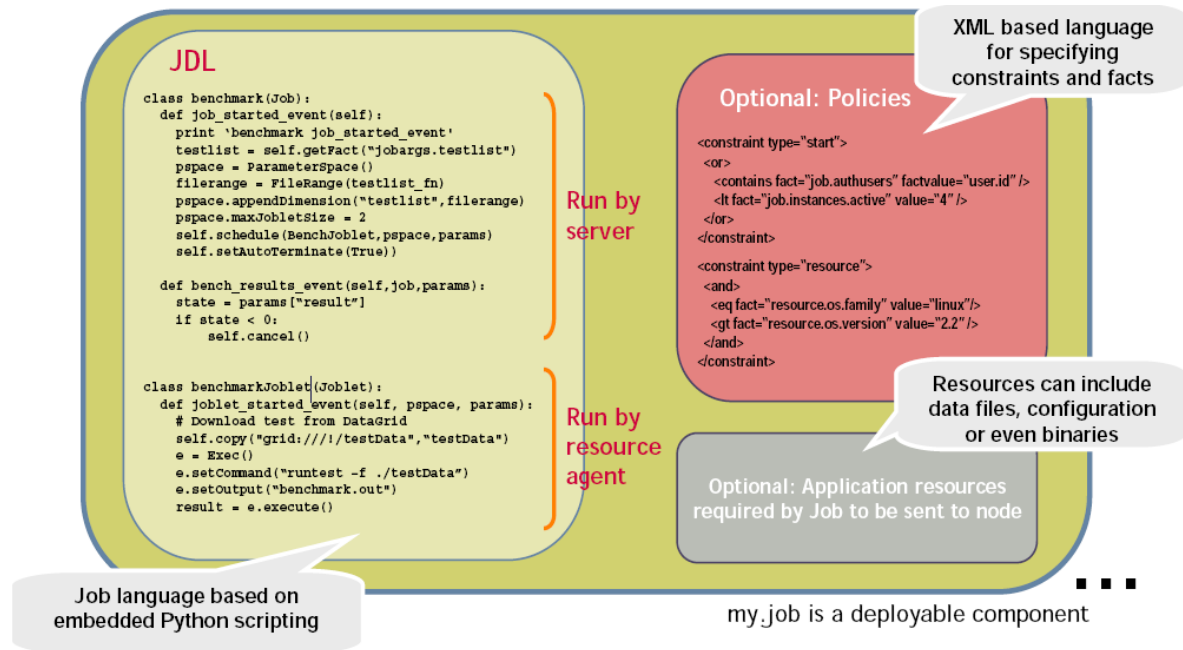 JDL
class benchmark(Job):
def job_started_event(self):
print ‘benchmark job_started_event'
testlist = self.getFact("jobargs.testlist")
pspace = ParameterSpace()
filerange = FileRange(testlist_fn)
pspace.appendDimension("testlist",filerange)
pspace.maxJobletSize = 2
self.schedule(BenchJoblet,pspace,params)
self.setAutoTerminate(True))
def bench_results_event(self,job,params):
state = params["result"]
if state < 0:
self.cancel()
Run by
server
class benchmarkJoblet(Joblet):
def joblet_started_event(self, pspace, params):
# Download test from DataGrid
self.copy("grid:///!/testData","testData")
e = Exec()
e.setCommand("runtest -f ./testData")
e.setOutput("benchmark.out")
result = e.execute()
Run by
resource
agent
Job language based on
embedded Python scripting
XML based language
for specifying
constraints and facts
Optional: Policies
<constraint type="start">
<or>
<contains fact="job.authusers" factvalue="user.id" />
<lt fact="job.instances.active" value="4" />
</or>
</constraint>
<constraint type="resource">
<and>
<eq fact="resource.os.family" value="linux"/>
<gt fact="resource.os.version" value="2.2" />
</and>
</constraint>
Resources can include
data files, configuration
or even binaries
Optional: Application resources
required by Job to be sent to node
...
my.job is a deployable component